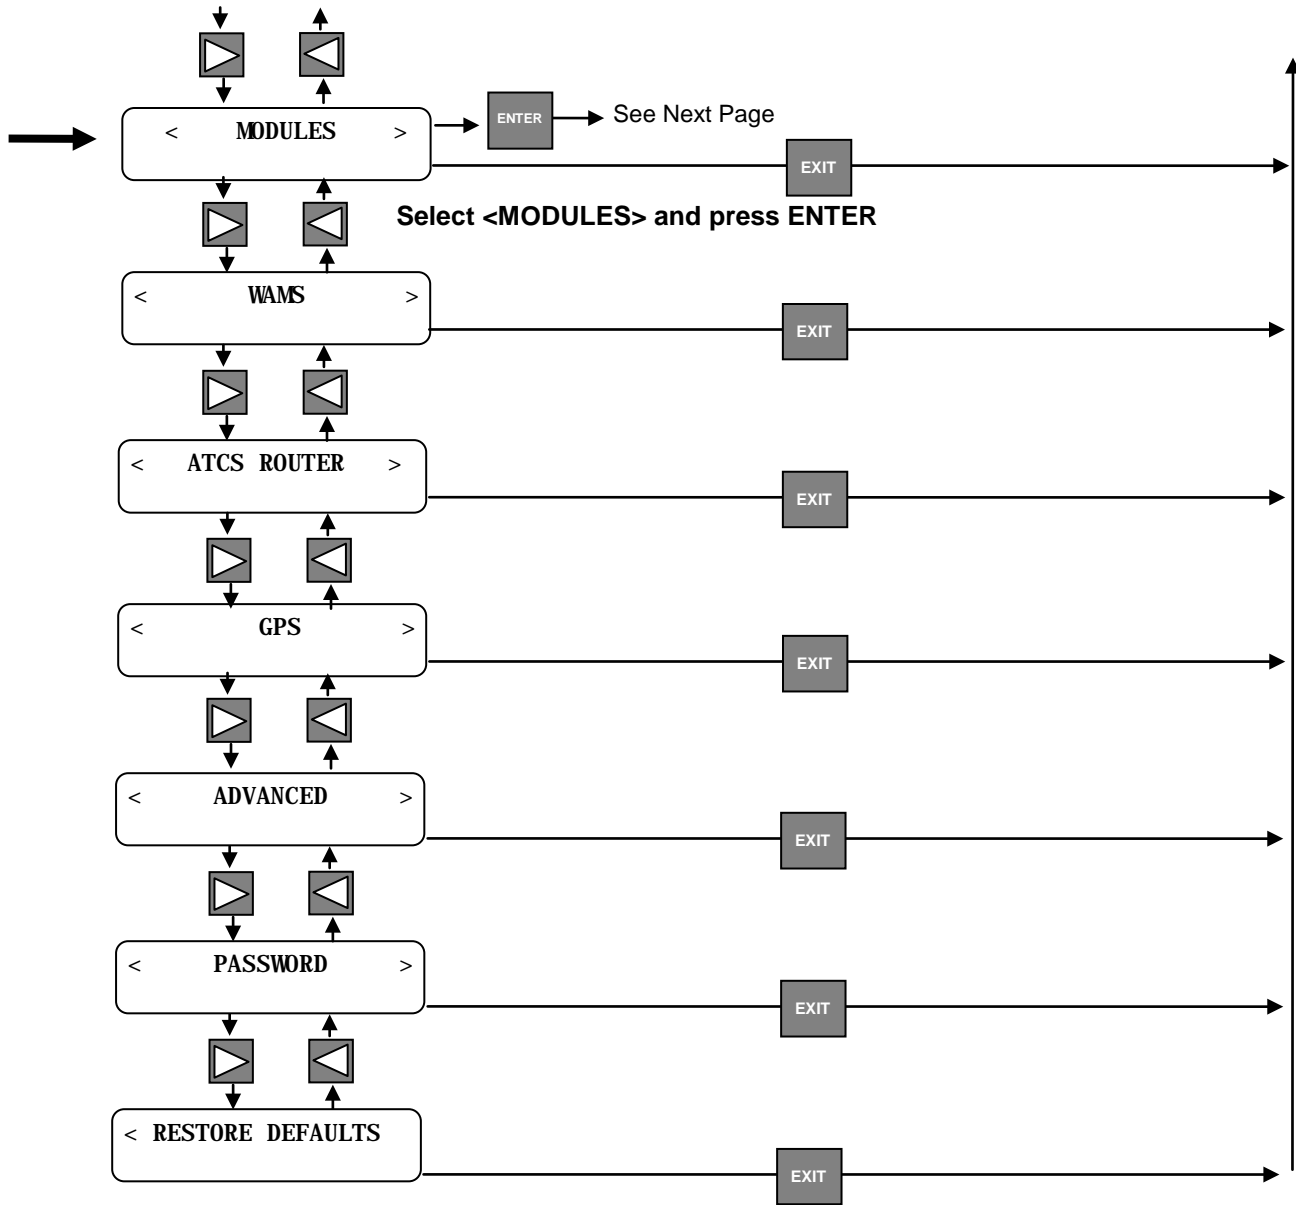 < MODULES >
ENTER
See Next Page
EXIT
Select <MODULES> and press ENTER
< WAMS >
EXIT
< ATCS ROUTER >
EXIT
< GPS >
EXIT
< ADVANCED >
EXIT
< PASSWORD >
EXIT
< RESTORE DEFAULTS
EXIT